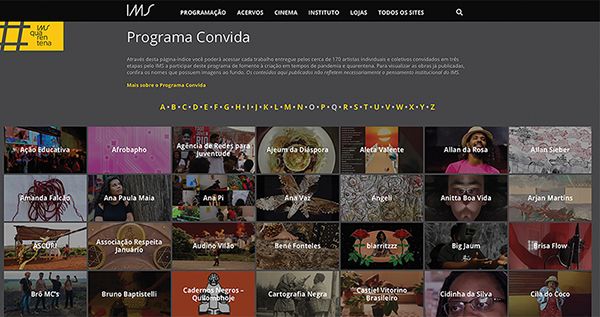 IMS PROGRAMAÇÃO ACERVOS CINEMA INSTITUTO LOJAS TODOS OS SITES
# IMS
qua
ren
tena
Programa Convida
Através desta página-índice você poderá acessar cada trabalho entregue pelos cerca de 170 artistas individuais e coletivos convidados em três
etapas pelo IMS a participar deste programa de fomento à criação em tempos de pandemia e quarentena. Para visualizar as obras já publicadas,
confira os nomes que possuem imagens ao fundo. Os conteúdos aqui publicados não refletem necessariamente o pensamento institucional do IMS.
Mais sobre o Programa Convida
A • B • C • D • E • F • G • H • I • J • K • L • M • N • O • P • Q • R • S • T • U • V • W • X • Y • Z
Ação Educativa Afrobapho Agência de Redes para Juventude Ajeum da Diáspora Aleta Valente Allan da Rosa Allan Sieber
Amanda Falcão Ana Paula Maia Ana Pi Ana Vaz Angeli Anitta Boa Vida Arjan Martins
ASCURI Associação Respeita Januário Audino Vilão Bené Fonteles biarritzzz Big Jaum Brisa Flow
Brô MC's Bruno Baptistelli Cadernos Negros – Quilombhoje Cartografia Negra Castiel Vitorino Brasileiro Cidinha da Silva Cila do Coco